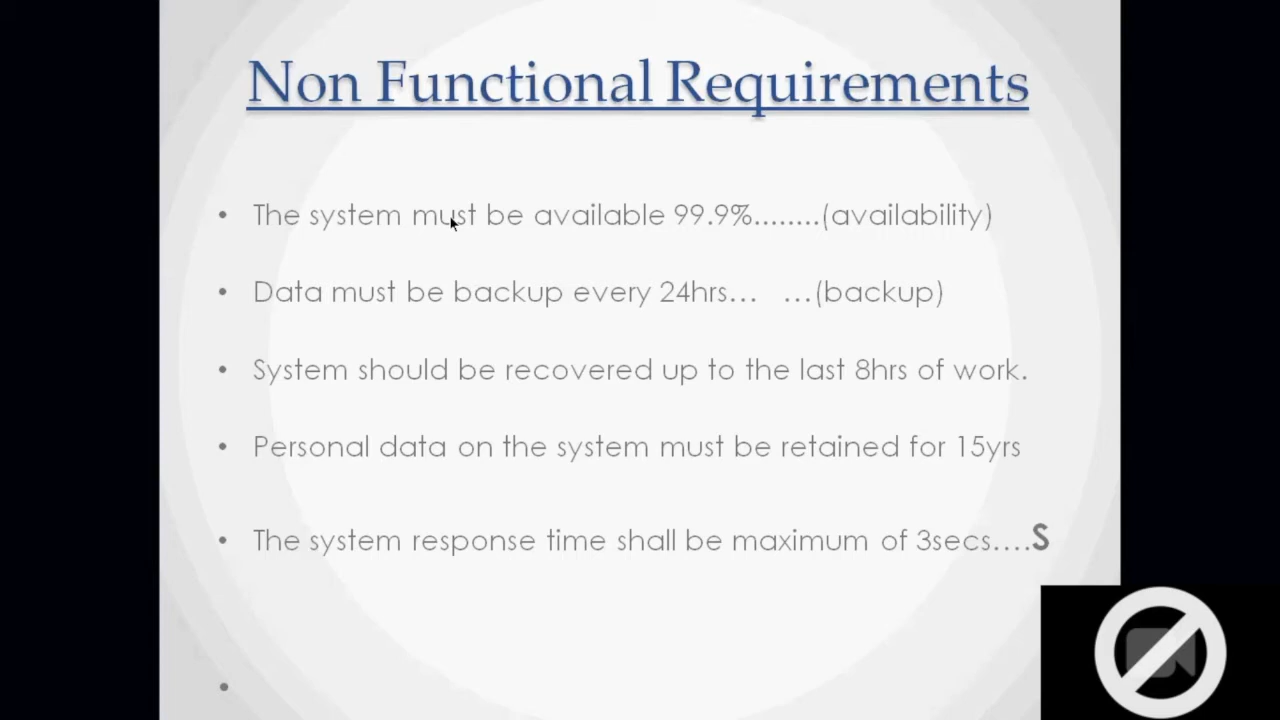 Non Functional Requirements
• The system must be available 99.9%........(availability)
• Data must be backup every 24hrs… …(backup)
• System should be recovered up to the last 8hrs of work.
• Personal data on the system must be retained for 15yrs
• The system response time shall be maximum of 3secs….S
•